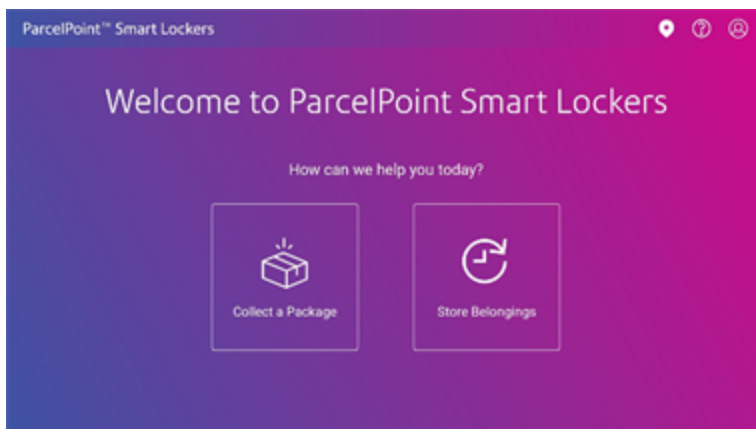 ParcelPoint™ Smart Lockers
Welcome to ParcelPoint Smart Lockers
How can we help you today?
Collect a Package
Store Belongings